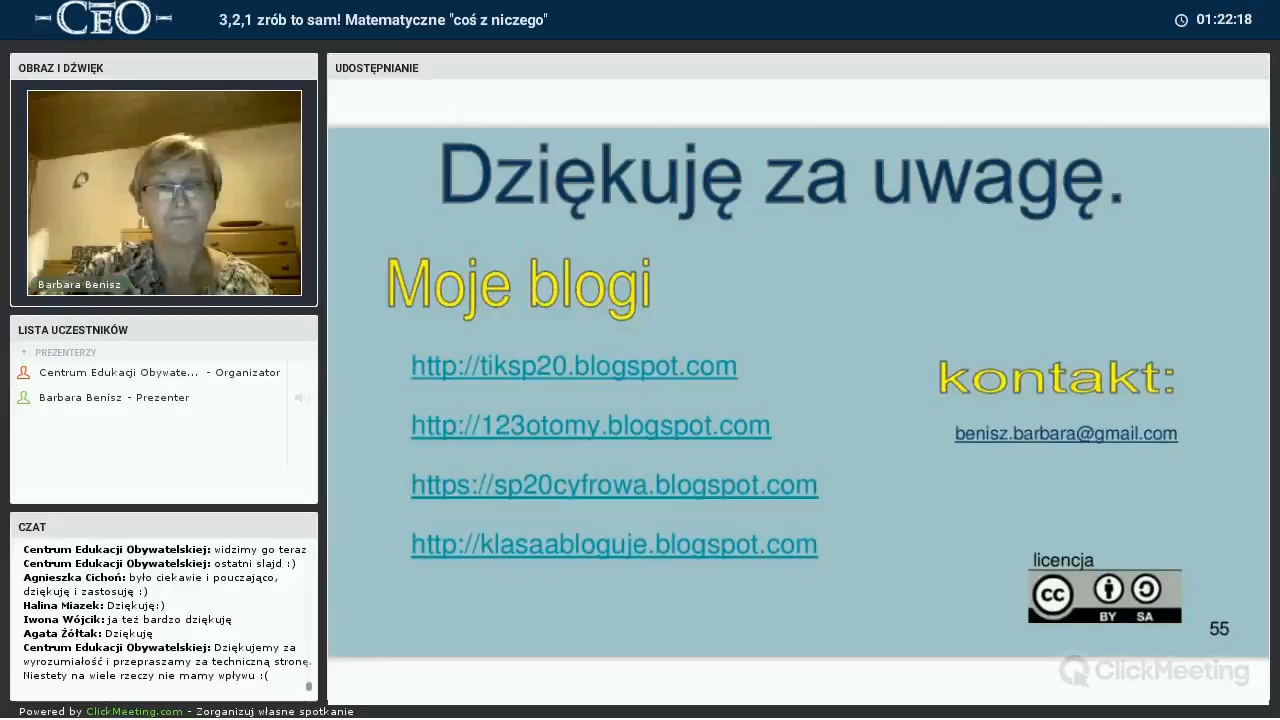 CEO
3,2,1 zrób to sam! Matematyczne "coś z niczego"
01:22:18
OBRAZ I DŹWIĘK
Barbara Benisz
LISTA UCZESTNIKÓW
PREZENTERZY
Centrum Edukacji Obywate... - Organizator
Barbara Benisz - Prezenter
CZAT
Centrum Edukacji Obywatelskiej: widzimy go teraz
Centrum Edukacji Obywatelskiej: ostatni slajd :)
Agnieszka Cichoń: było ciekawie i pouczająco,
dziękuję i zastosuję :)
Halina Miazek: Dziękuję:)
Iwona Wójcik: ja też bardzo dziękuję
Agata Żółtak: Dziękuję
Centrum Edukacji Obywatelskiej: Dziękujemy za
wyrozumiałość i przepraszamy za techniczną stronę.
Niestety na wiele rzeczy nie mamy wpływu :(
UDOSTĘPNIANIE
Dziękuję za uwagę.
Moje blogi
http://tiksp20.blogspot.com
http://123otomy.blogspot.com
https://sp20cyfrowa.blogspot.com
http://klasaabloguje.blogspot.com
kontakt:
benisz.barbara@gmail.com
licencja
cc
BY SA
55
ClickMeeting
Powered by ClickMeeting.com - Zorganizuj własne spotkanie